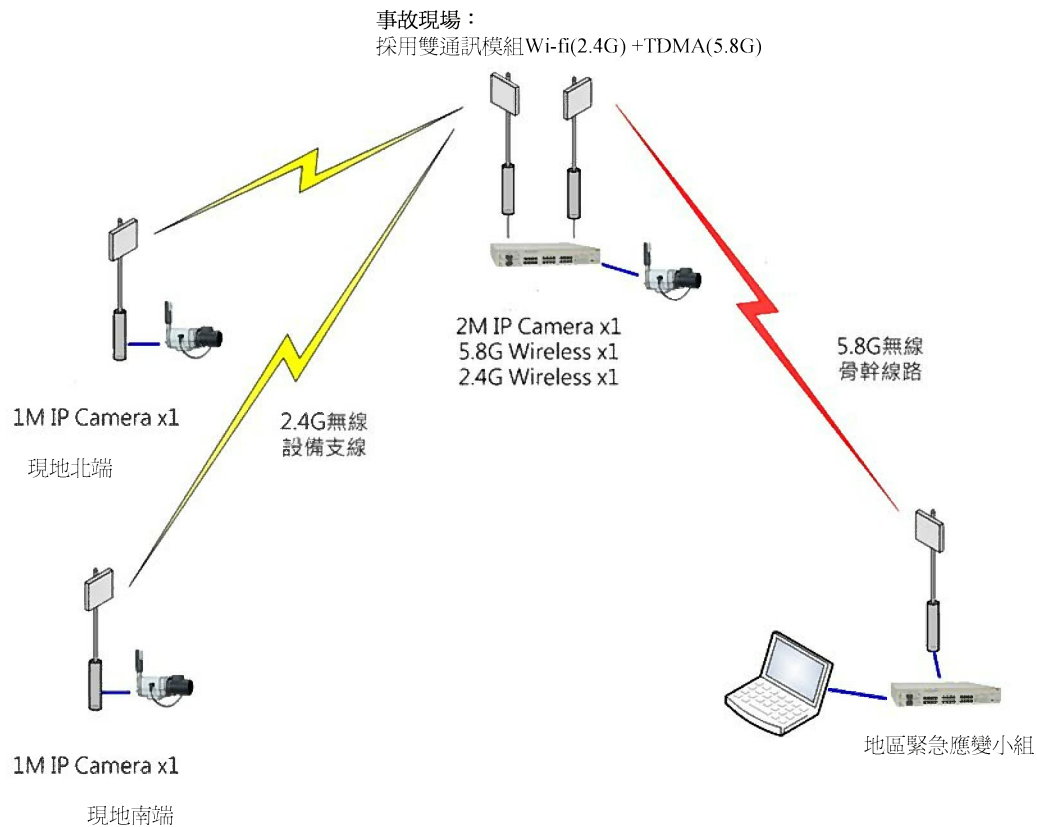 事故現場：
採用雙通訊模組Wi-fi(2.4G) +TDMA(5.8G)
2M IP Camera x1
5.8G Wireless x1
2.4G Wireless x1
5.8G無線
骨幹線路
1M IP Camera x1
現地北端
2.4G無線
設備支線
地區緊急應變小組
1M IP Camera x1
現地南端